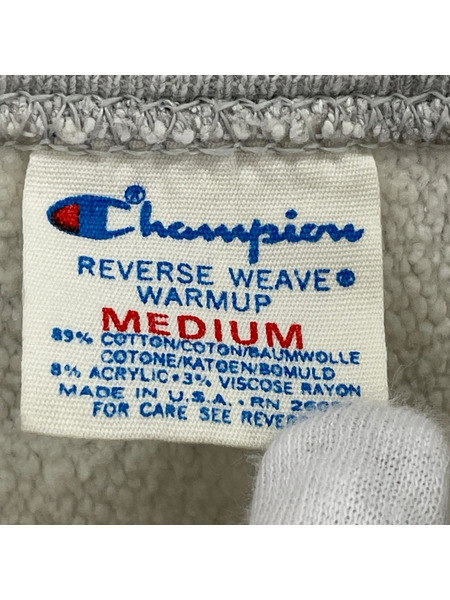 Champion®
REVERSE WEAVE®
WARMUP
MEDIUM
89% COTTON/COTON/BAUMWOLLE
COTONE/KATOEN/BOMULD
8% ACRYLIC•3% VISCOSE RAYON
MADE IN U.S.A.•RN
FOR CARE SEE